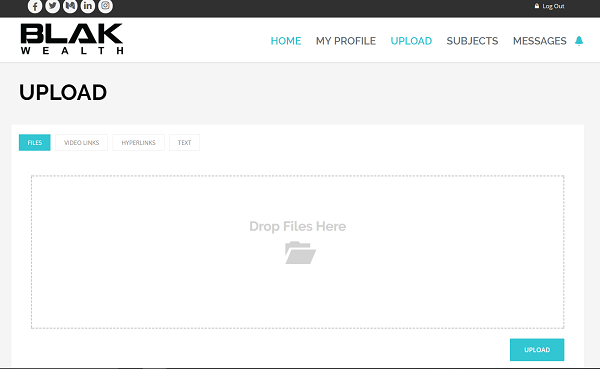 Log Out
BLAK
WEALTH
HOME MY PROFILE UPLOAD SUBJECTS MESSAGES
UPLOAD
FILES VIDEO LINKS HYPERLINKS TEXT
Drop Files Here
UPLOAD